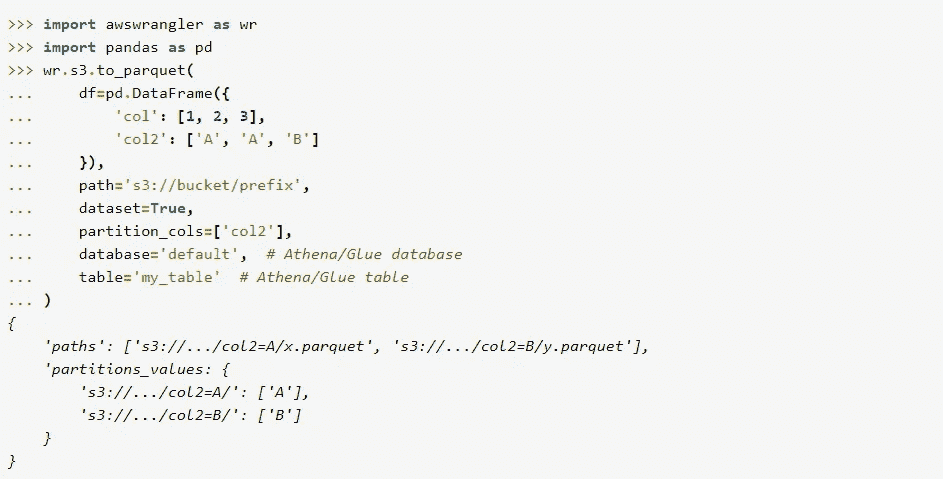 >>> import awswrangler as wr
>>> import pandas as pd
>>> wr.s3.to_parquet(
...     df=pd.DataFrame({
...         'col': [1, 2, 3],
...         'col2': ['A', 'A', 'B']
...     }),
...     path='s3://bucket/prefix',
...     dataset=True,
...     partition_cols=['col2'],
...     database='default',  # Athena/Glue database
...     table='my_table'  # Athena/Glue table
... )
{
    'paths': ['s3://.../col2=A/x.parquet', 's3://.../col2=B/y.parquet'],
    'partitions_values: {
        's3://.../col2=A/': ['A'],
        's3://.../col2=B/': ['B']
    }
}